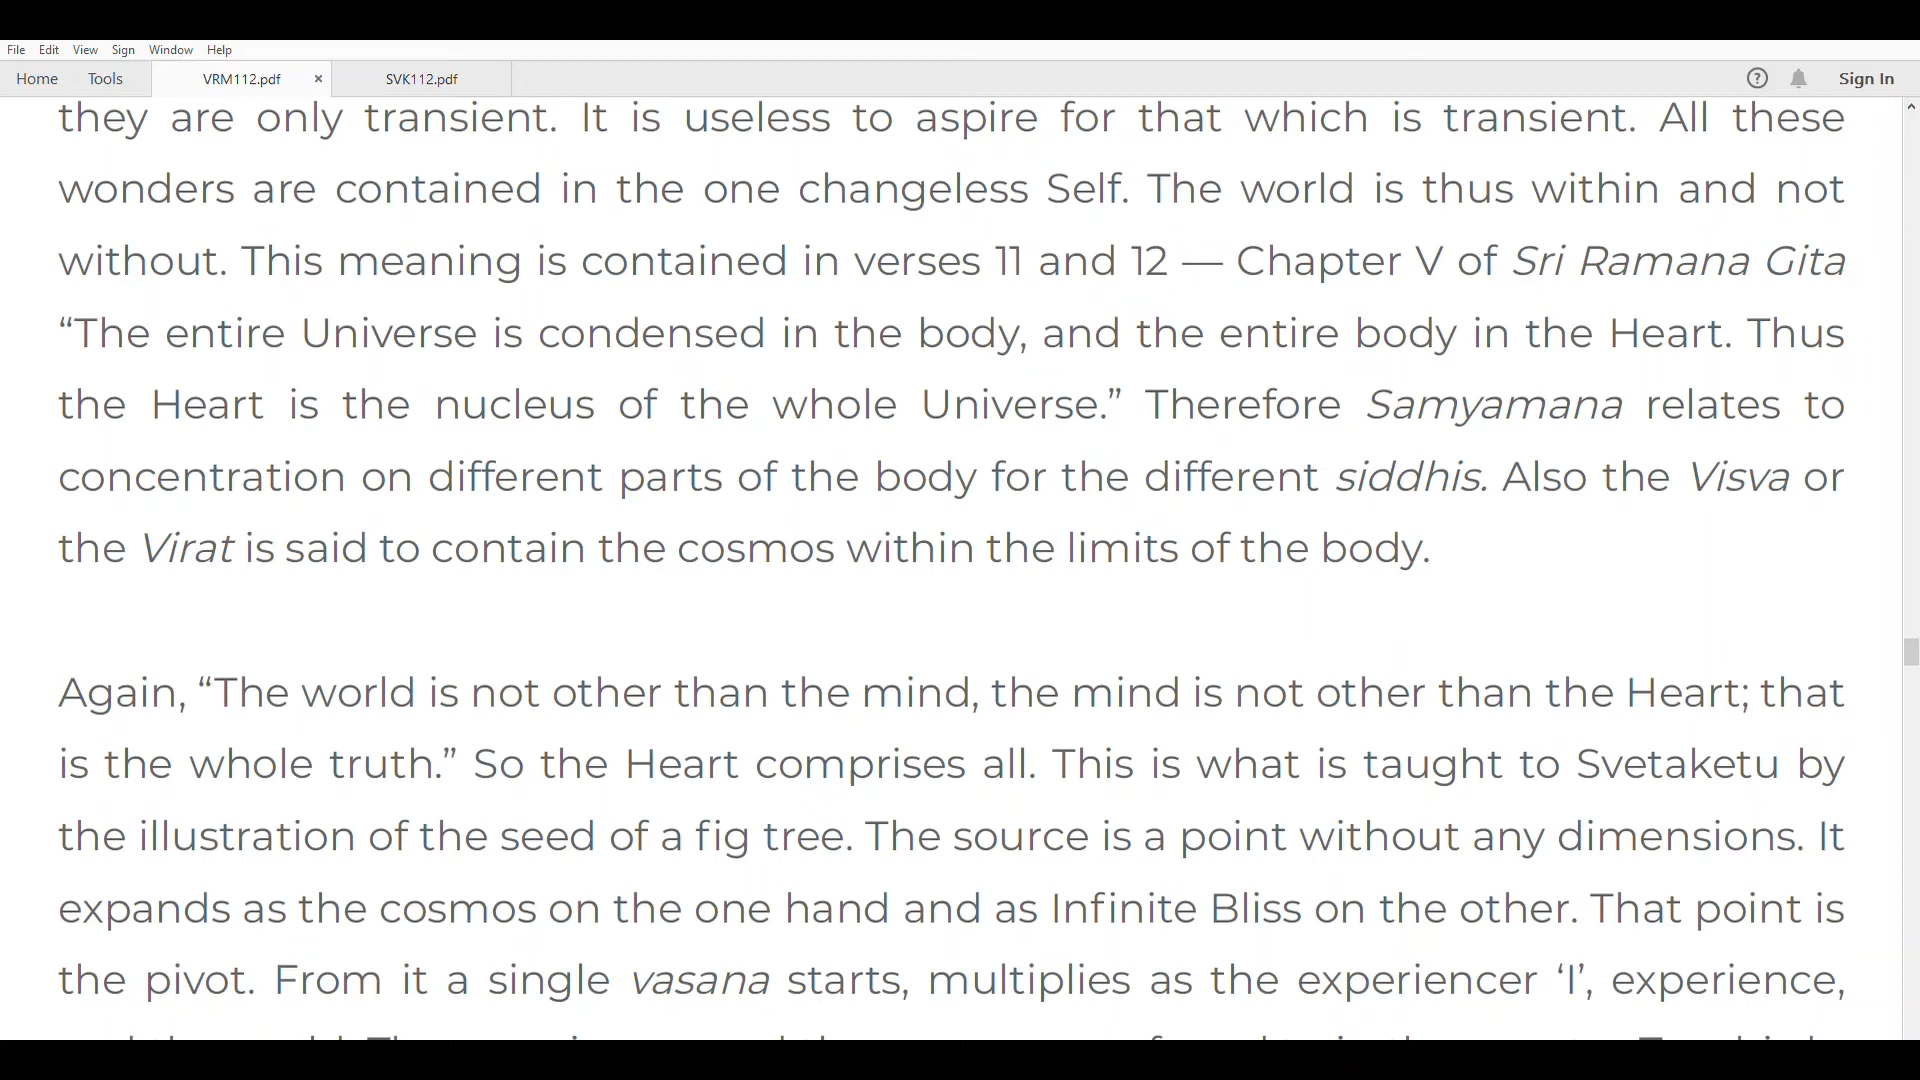 File Edit View Sign Window Help
Home Tools VRM112.pdf × SVK112.pdf ? Sign In
they are only transient. It is useless to aspire for that which is transient. All these
wonders are contained in the one changeless Self. The world is thus within and not
without. This meaning is contained in verses 11 and 12 — Chapter V of Sri Ramana Gita
“The entire Universe is condensed in the body, and the entire body in the Heart. Thus
the Heart is the nucleus of the whole Universe.” Therefore Samyamana relates to
concentration on different parts of the body for the different siddhis. Also the Visva or
the Virat is said to contain the cosmos within the limits of the body.
Again, “The world is not other than the mind, the mind is not other than the Heart; that
is the whole truth.” So the Heart comprises all. This is what is taught to Svetaketu by
the illustration of the seed of a fig tree. The source is a point without any dimensions. It
expands as the cosmos on the one hand and as Infinite Bliss on the other. That point is
the pivot. From it a single vasana starts, multiplies as the experiencer ‘I’, experience,